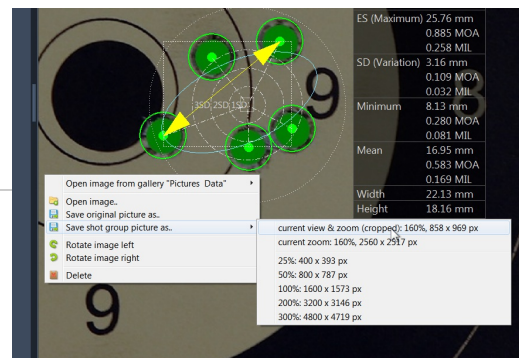 ES (Maximum) 25.76 mm
0.885 MOA
0.258 MIL
SD (Variation) 3.16 mm
0.109 MOA
0.032 MIL
Minimum 8.13 mm
0.280 MOA
0.081 MIL
Mean 16.95 mm
0.583 MOA
0.169 MIL
Width 22.13 mm
Height 18.16 mm
3SD 2SD 1SD
9
8
9
Open image from gallery "Pictures Data"
Open image..
Save original picture as..
Save shot group picture as..
Rotate image left
Rotate image right
Delete
current view & zoom (cropped): 160%, 858 x 969 px
current zoom: 160%, 2560 x 2517 px
25%: 400 x 393 px
50%: 800 x 787 px
100%: 1600 x 1573 px
200%: 3200 x 3146 px
300%: 4800 x 4719 px